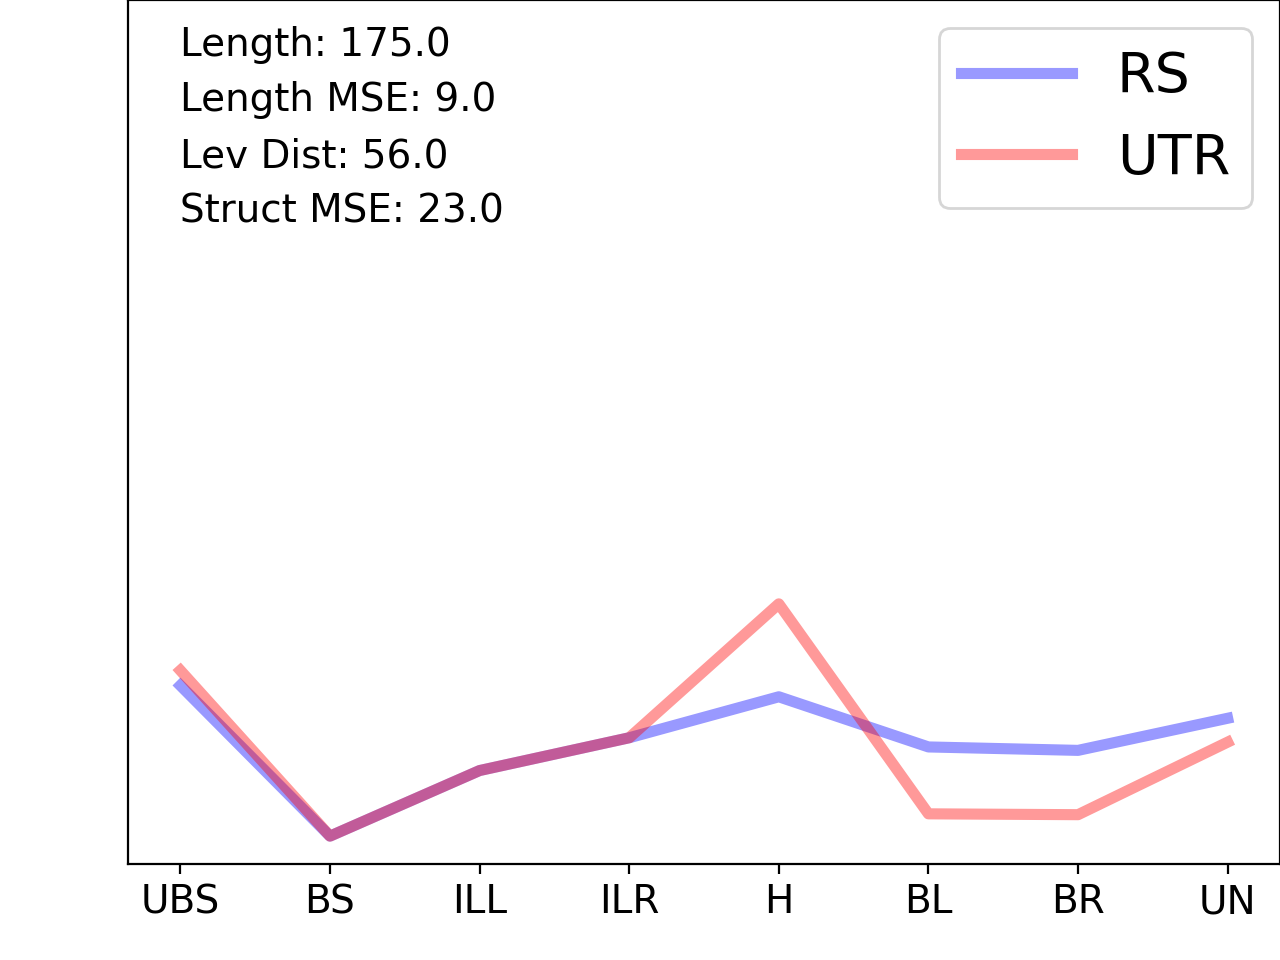 Length: 175.0
Length MSE: 9.0
Lev Dist: 56.0
Struct MSE: 23.0
RS
UTR
UBS BS ILL ILR H BL BR UN